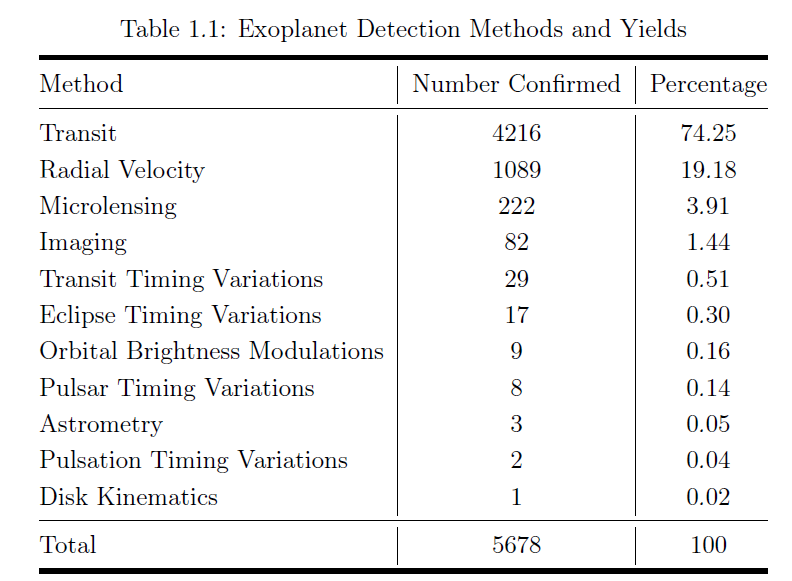 Table 1.1: Exoplanet Detection Methods and Yields
Method Number Confirmed Percentage
Transit 4216 74.25
Radial Velocity 1089 19.18
Microlensing 222 3.91
Imaging 82 1.44
Transit Timing Variations 29 0.51
Eclipse Timing Variations 17 0.30
Orbital Brightness Modulations 9 0.16
Pulsar Timing Variations 8 0.14
Astrometry 3 0.05
Pulsation Timing Variations 2 0.04
Disk Kinematics 1 0.02
Total 5678 100